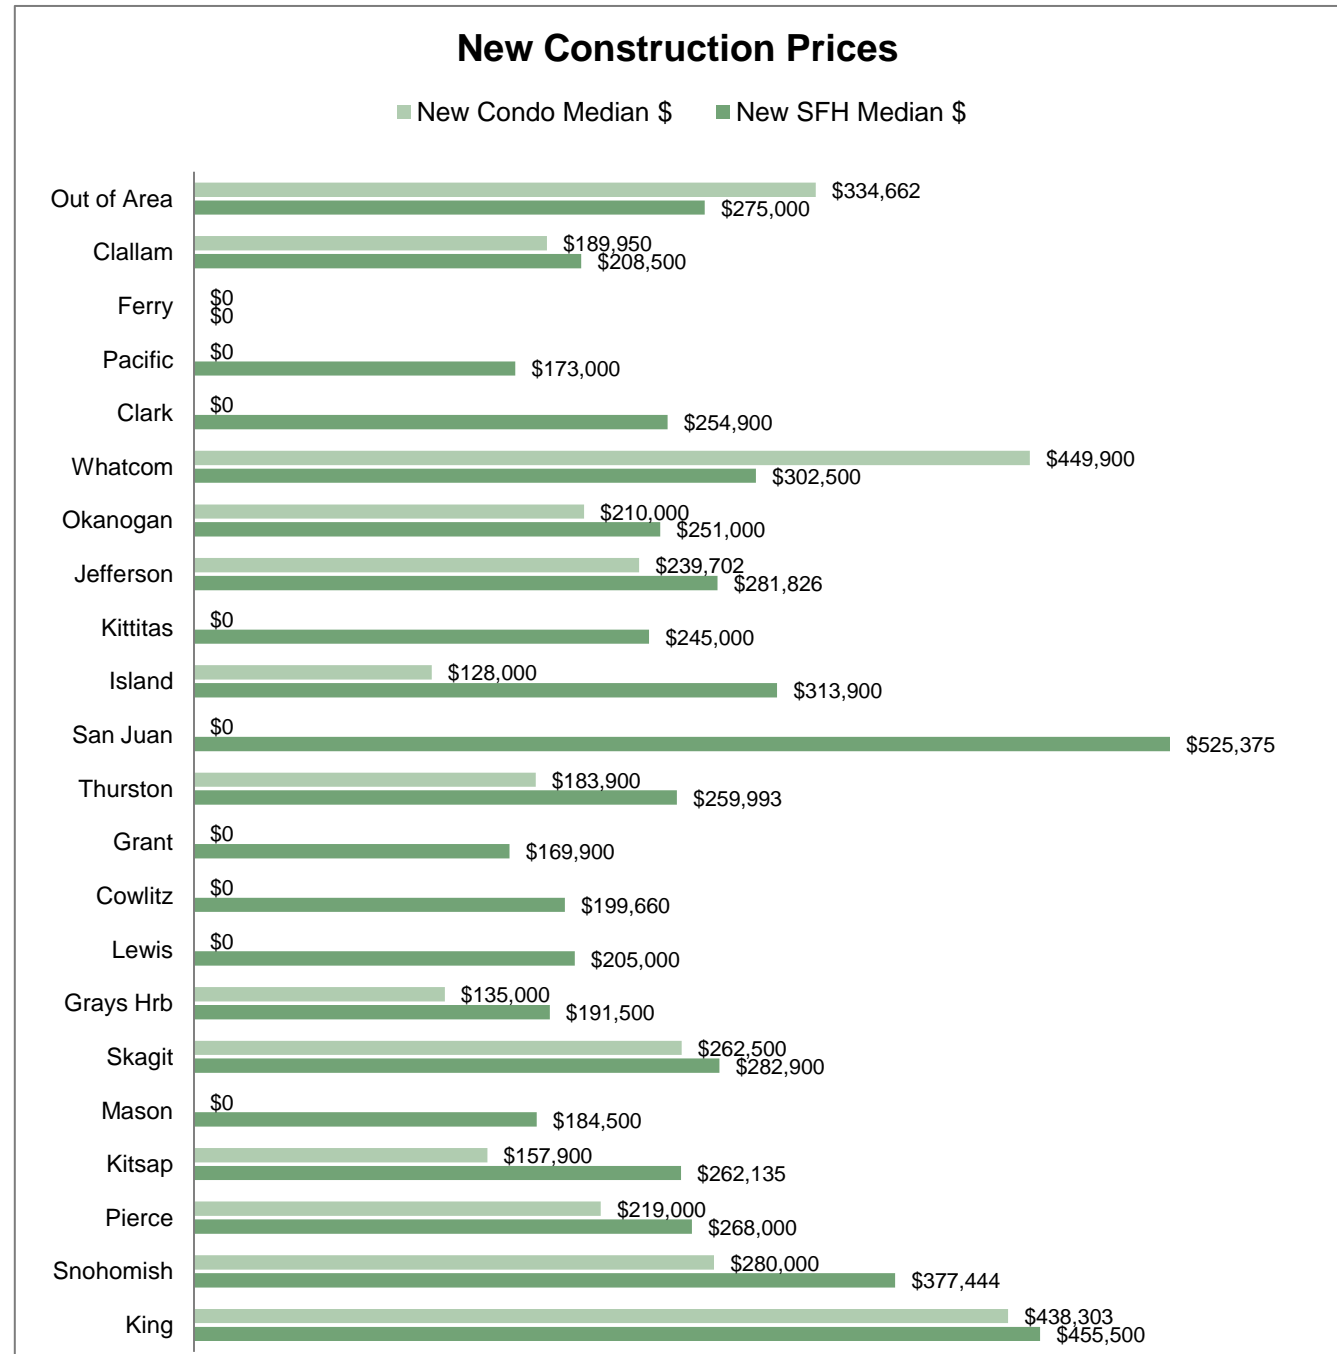 New Construction Prices
New Condo Median $ New SFH Median $
Out of Area $334,662
$275,000
Clallam $189,950
$208,500
Ferry $0
$0
Pacific $0
$173,000
Clark $0
$254,900
Whatcom $449,900
$302,500
Okanogan $210,000
$251,000
Jefferson $239,702
$281,826
Kittitas $0
$245,000
Island $128,000
$313,900
San Juan $0
$525,375
Thurston $183,900
$259,993
Grant $0
$169,900
Cowlitz $0
$199,660
Lewis $0
$205,000
Grays Hrb $135,000
$191,500
Skagit $262,500
$282,900
Mason $0
$184,500
Kitsap $157,900
$262,135
Pierce $219,000
$268,000
Snohomish $280,000
$377,444
King $438,303
$455,500